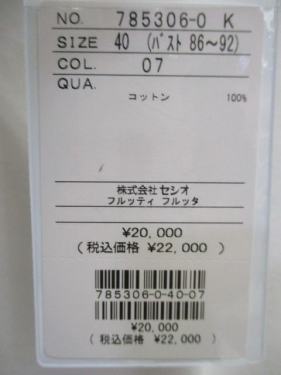 NO. 785306-0 K
SIZE 40 (バスト 86〜92)
COL. 07
QUA.
コットン 100%
株式会社セシオ
フルッティ フルッタ
¥20,000
(税込価格 ¥22,000)
785306-0-40-07
¥20,000
(税込価格 ¥22,000)